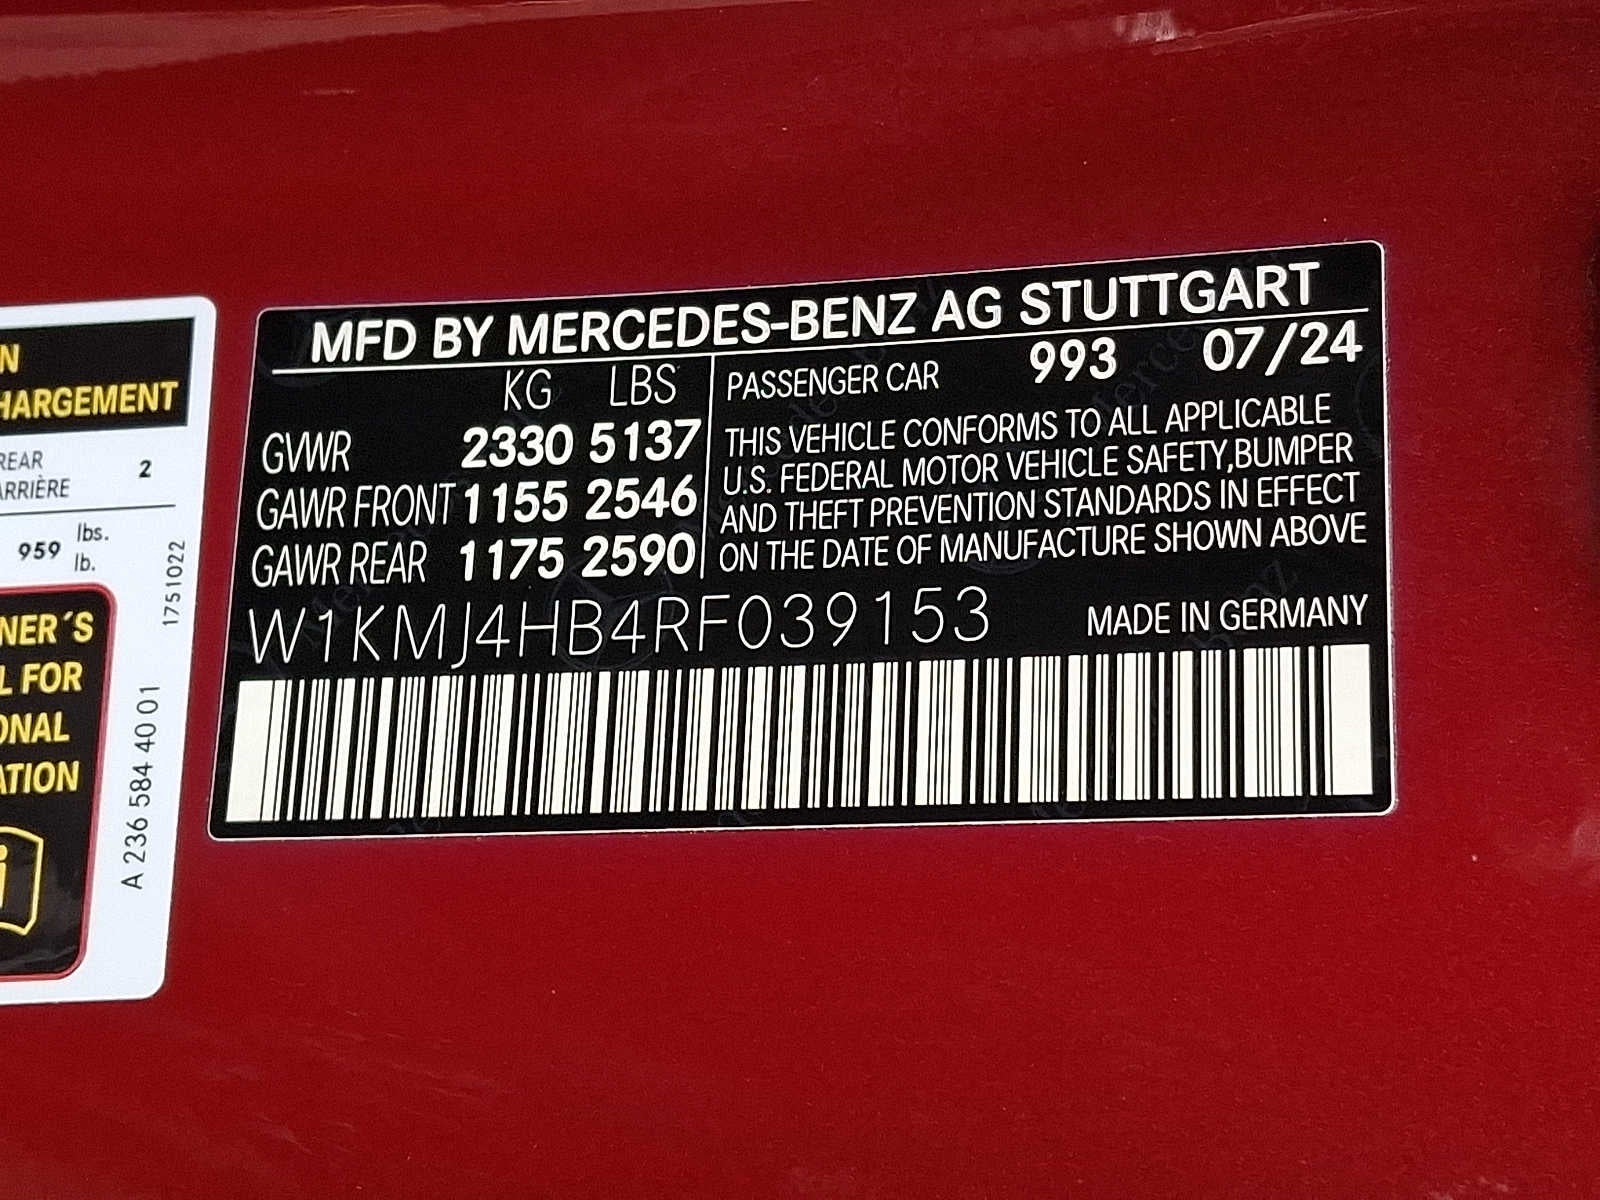 MFD BY MERCEDES-BENZ AG STUTTGART
KG LBS
GVWR 2330 5137
GAWR FRONT 1155 2546
GAWR REAR 1175 2590
PASSENGER CAR 993 07/24
THIS VEHICLE CONFORMS TO ALL APPLICABLE
U.S. FEDERAL MOTOR VEHICLE SAFETY,BUMPER
AND THEFT PREVENTION STANDARDS IN EFFECT
ON THE DATE OF MANUFACTURE SHOWN ABOVE
W1KMJ4HB4RF039153
MADE IN GERMANY
N
HARGEMENT
REAR 2
ARRIÈRE
959 lbs.
lb.
1751022
NER´S
L FOR
ONAL
ATION
i
A 236 584 40 01